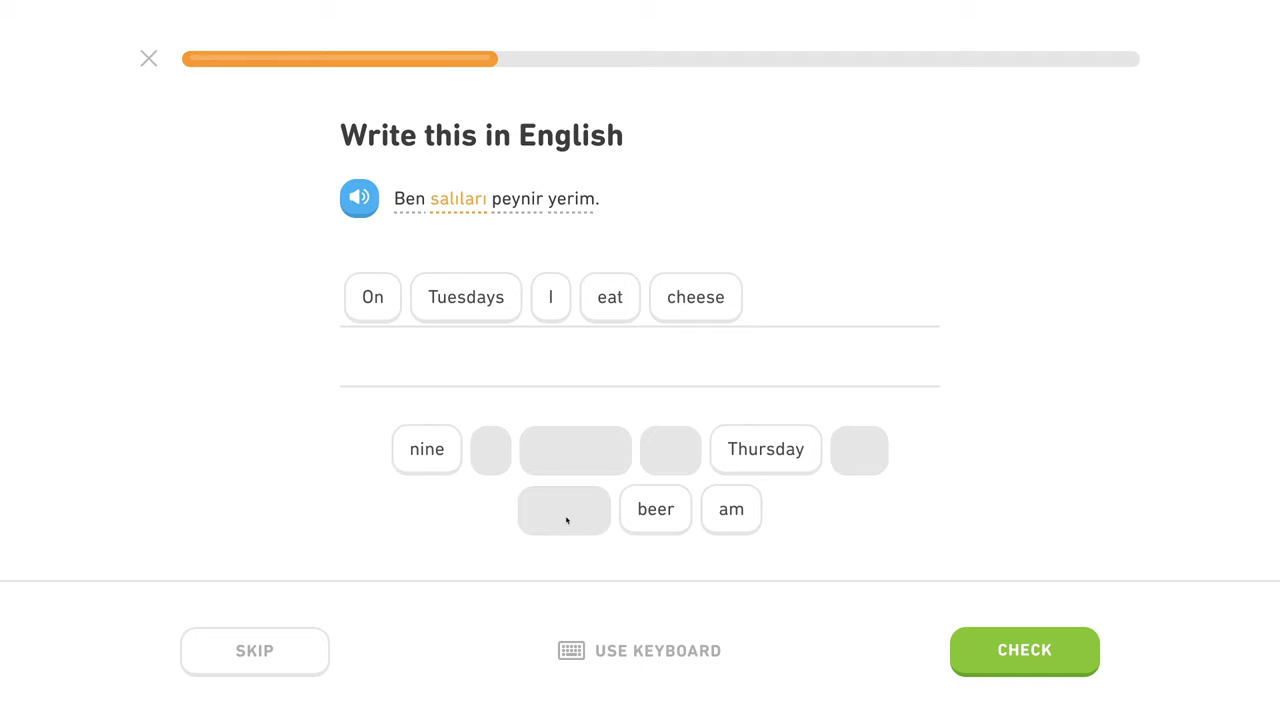 Write this in English
Ben salıları peynir yerim.
On Tuesdays I eat cheese
nine Thursday
beer am
SKIP USE KEYBOARD CHECK